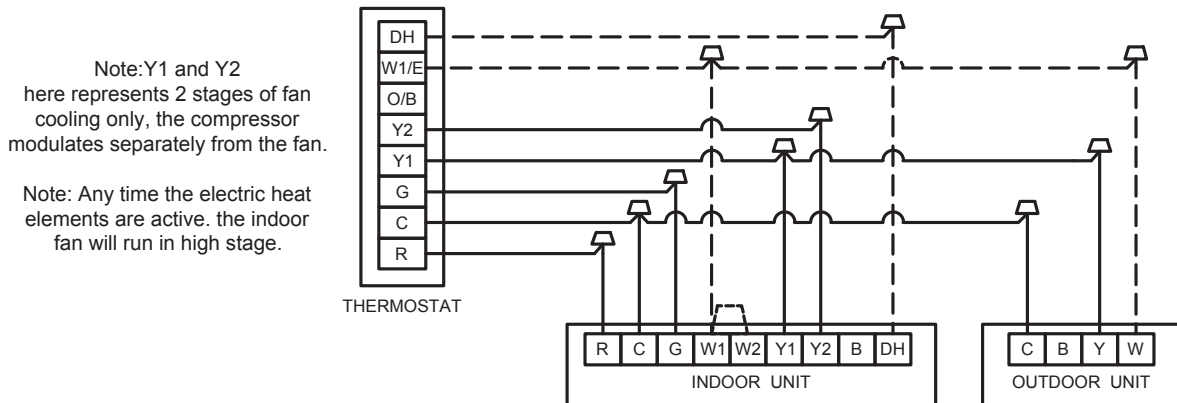 Note:Y1 and Y2
here represents 2 stages of fan
cooling only, the compressor
modulates separately from the fan.
Note: Any time the electric heat
elements are active. the indoor
fan will run in high stage.
DH
W1/E
O/B
Y2
Y1
G
C
R
THERMOSTAT
R C G W1 W2 Y1 Y2 B DH
INDOOR UNIT
C B Y W
OUTDOOR UNIT